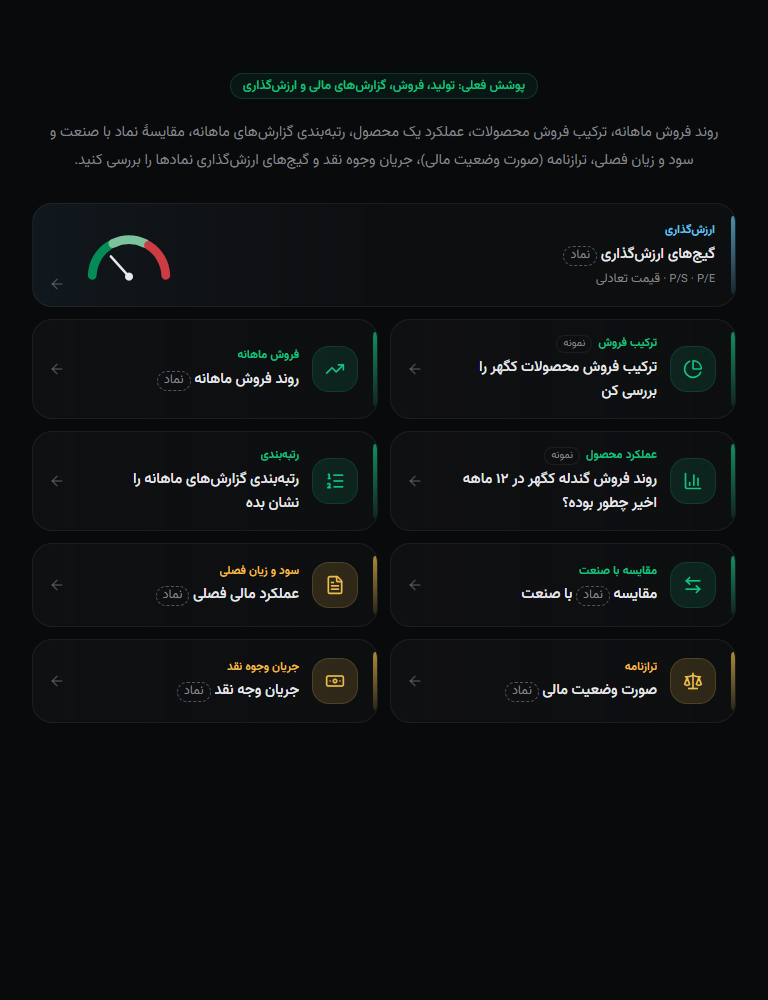 پوشش فعلی: تولید، فروش، گزارش‌های مالی و ارزش‌گذاری
روند فروش ماهانه، ترکیب فروش محصولات، عملکرد یک محصول، رتبه‌بندی گزارش‌های ماهانه، مقایسهٔ نماد با صنعت و
سود و زیان فصلی، ترازنامه (صورت وضعیت مالی)، جریان وجوه نقد و گیج‌های ارزش‌گذاری نمادها را بررسی کنید.
ارزش‌گذاری
گیج‌های ارزش‌گذاری نماد
P/E · P/S · قیمت تعادلی
ترکیب فروش نمونه
ترکیب فروش محصولات کگهر را
بررسی کن
فروش ماهانه
روند فروش ماهانه نماد
عملکرد محصول نمونه
روند فروش گندله کگهر در ۱۲ ماهه
اخیر چطور بوده؟
رتبه‌بندی
رتبه‌بندی گزارش‌های ماهانه را
نشان بده
مقایسه با صنعت
مقایسه نماد با صنعت
سود و زیان فصلی
عملکرد مالی فصلی نماد
ترازنامه
صورت وضعیت مالی نماد
جریان وجوه نقد
جریان وجه نقد نماد